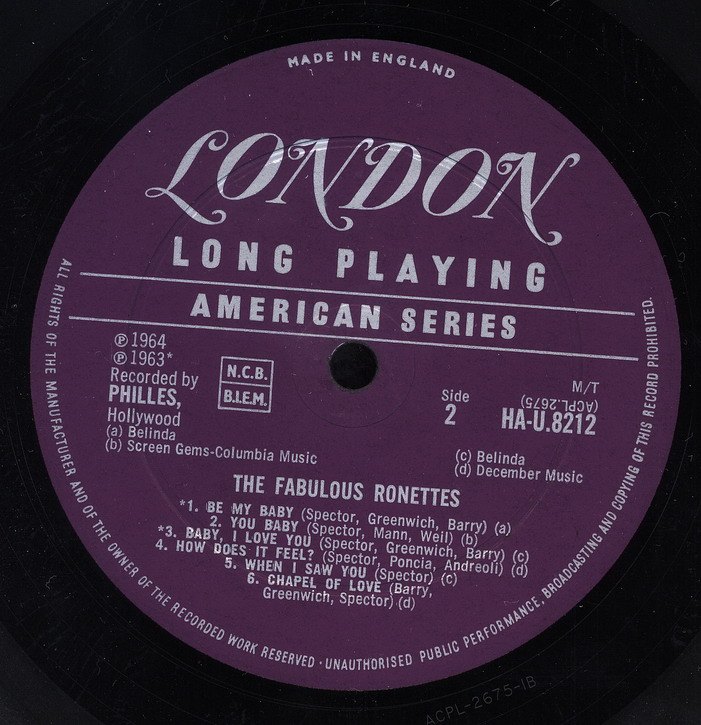 MADE IN ENGLAND
LONDON
LONG PLAYING
AMERICAN SERIES
℗ 1964
℗ 1963*
Recorded by
PHILLES,
Hollywood
(a) Belinda
(b) Screen Gems-Columbia Music
N.C.B.
B.I.E.M.
Side
2
M/T
(ACPL.2675)
HA-U.8212
(c) Belinda
(d) December Music
THE FABULOUS RONETTES
*1. BE MY BABY (Spector, Greenwich, Barry) (a)
2. YOU BABY (Spector, Mann, Weil) (b)
*3. BABY, I LOVE YOU (Spector, Greenwich, Barry) (c)
4. HOW DOES IT FEEL? (Spector, Poncia, Andreoli) (d)
5. WHEN I SAW YOU (Spector) (c)
6. CHAPEL OF LOVE (Barry,
Greenwich, Spector) (d)
ALL RIGHTS OF THE MANUFACTURER AND OF THE OWNER OF THE RECORDED WORK RESERVED · UNAUTHORISED PUBLIC PERFORMANCE, BROADCASTING AND COPYING OF THIS RECORD PROHIBITED.
ACPL-2675-1B